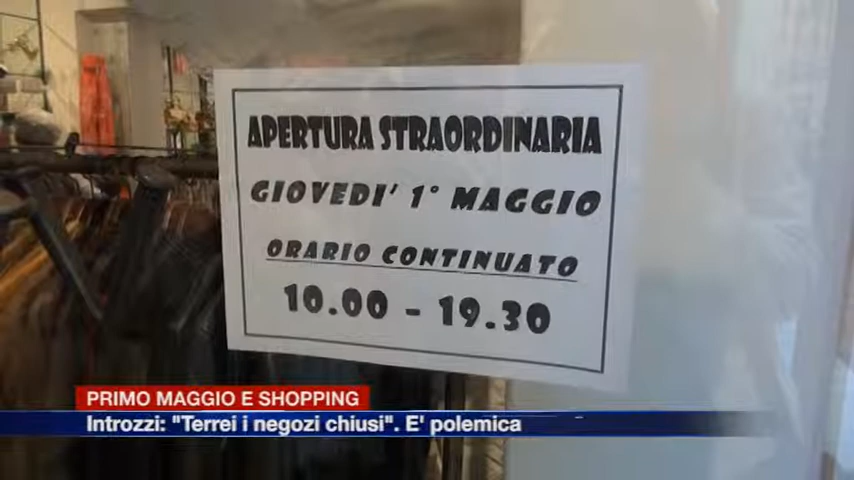 APERTURA STRAORDINARIA
GIOVEDI' 1° MAGGIO
ORARIO CONTINUATO
10.00 - 19.30
PRIMO MAGGIO E SHOPPING
Introzzi: "Terrei i negozi chiusi". E' polemica